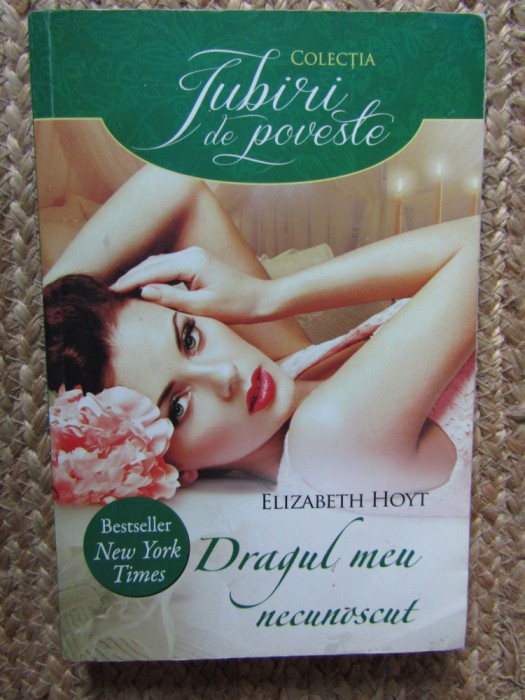 COLECȚIA
Iubiri
de poveste
ELIZABETH HOYT
Bestseller
New York
Times
Dragul meu
necunoscut